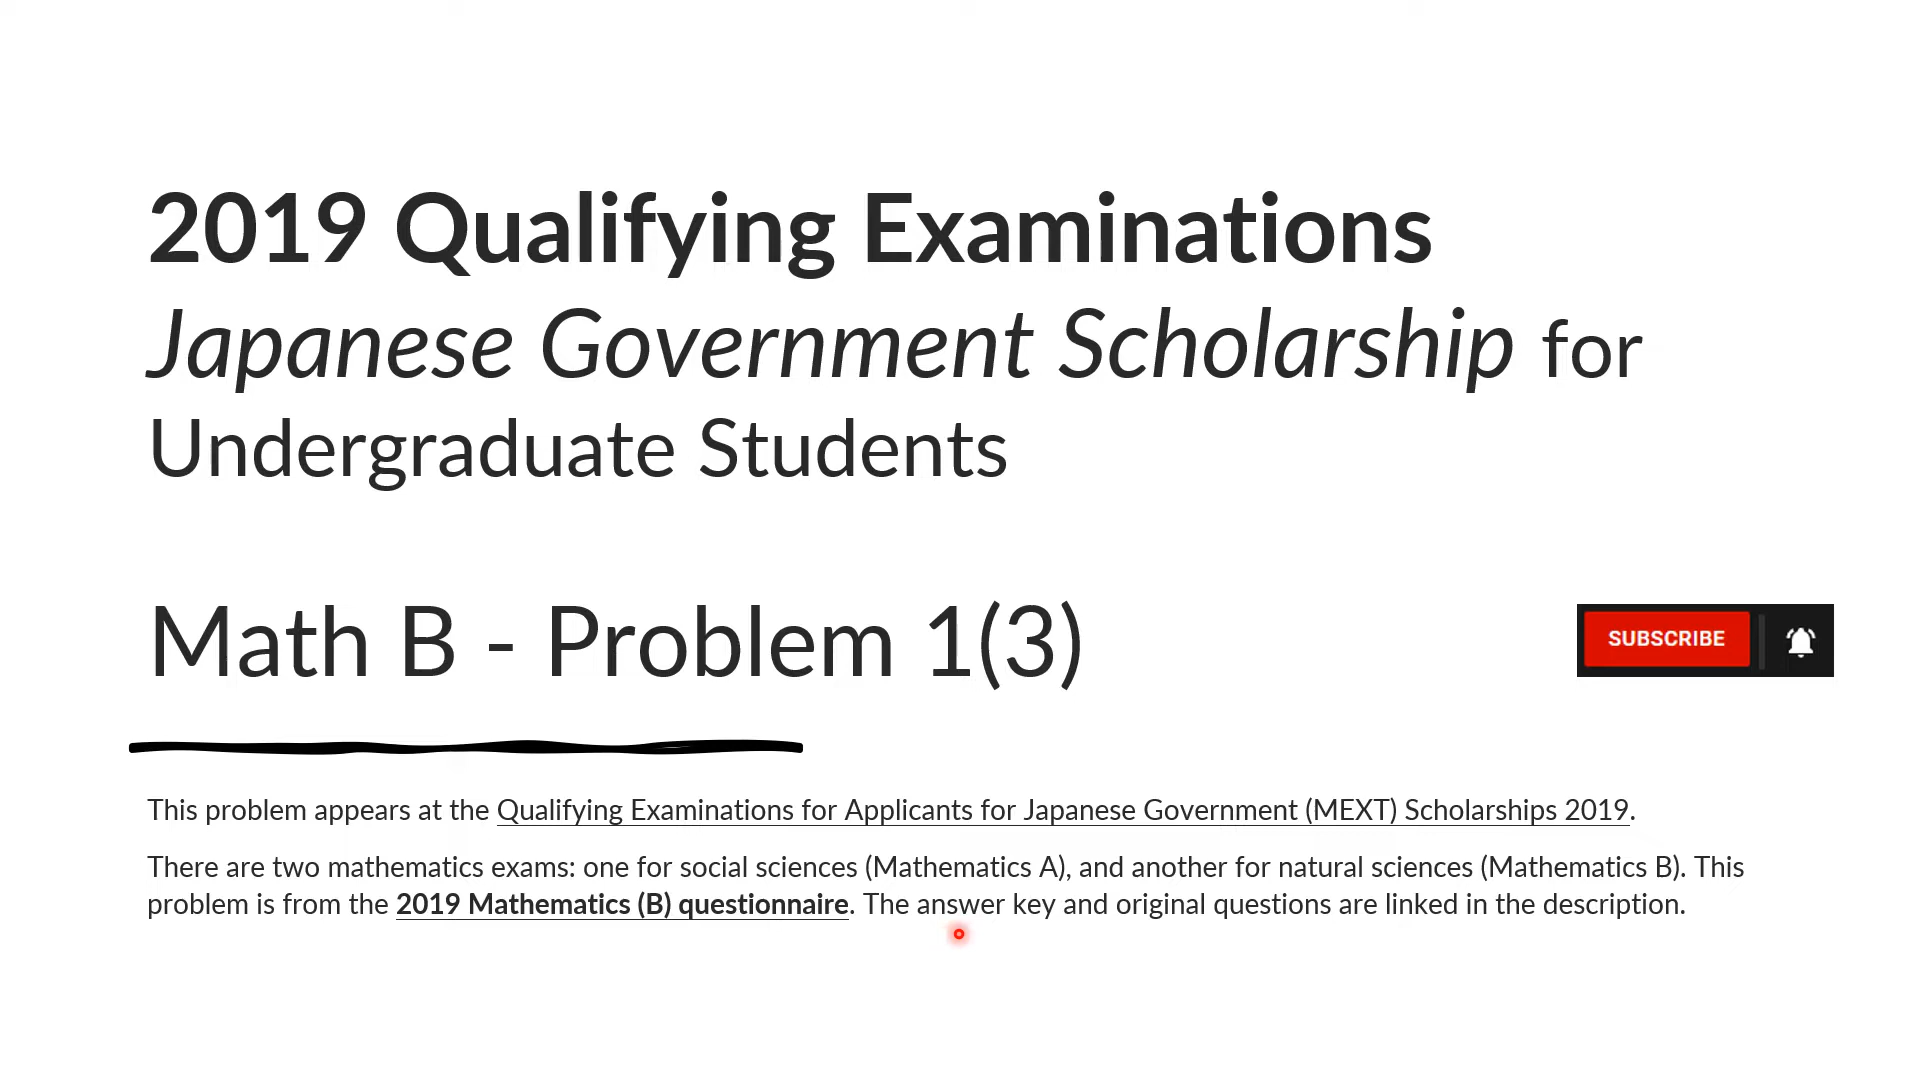 2019 Qualifying Examinations
Japanese Government Scholarship for
Undergraduate Students
Math B - Problem 1(3)
SUBSCRIBE
This problem appears at the Qualifying Examinations for Applicants for Japanese Government (MEXT) Scholarships 2019.
There are two mathematics exams: one for social sciences (Mathematics A), and another for natural sciences (Mathematics B). This
problem is from the 2019 Mathematics (B) questionnaire. The answer key and original questions are linked in the description.